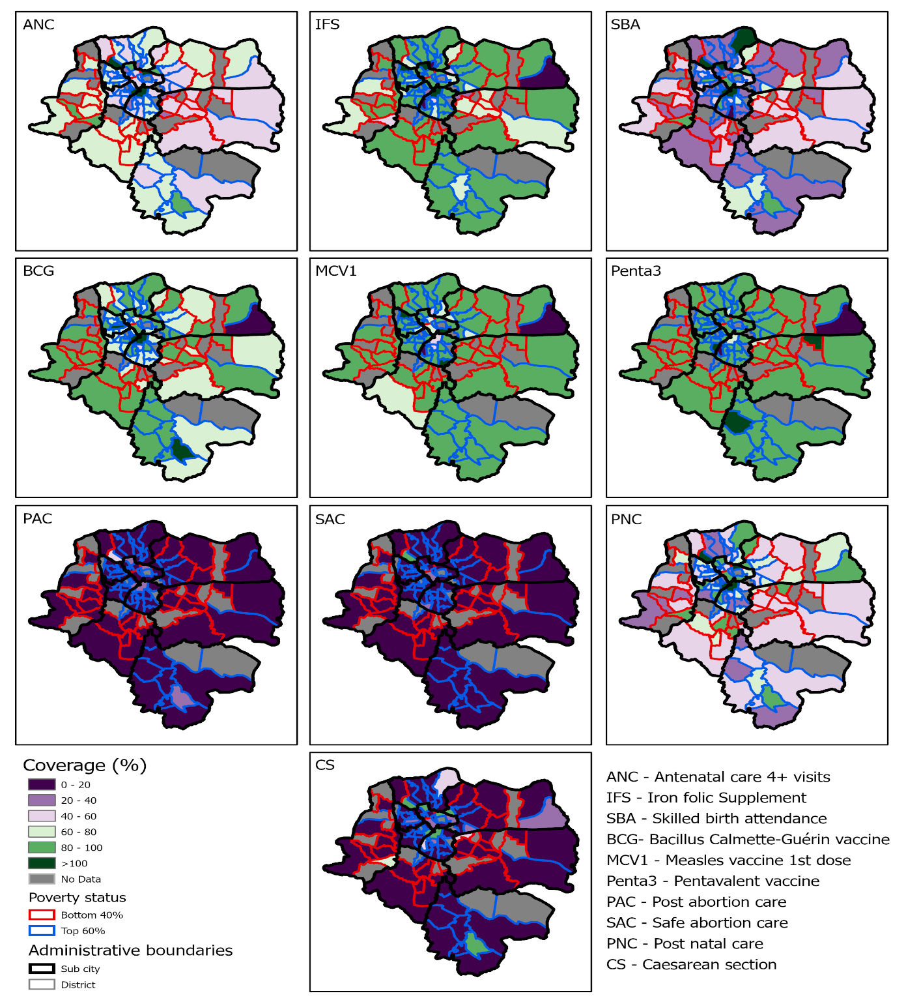 ANC
IFS
SBA
BCG
MCV1
Penta3
PAC
SAC
PNC
Coverage (%)
0 - 20
20 - 40
40 - 60
60 - 80
80 - 100
>100
No Data
Poverty status
Bottom 40%
Top 60%
Administrative boundaries
Sub city
District
CS
ANC - Antenatal care 4+ visits
IFS - Iron folic Supplement
SBA - Skilled birth attendance
BCG- Bacillus Calmette-Guérin vaccine
MCV1 - Measles vaccine 1st dose
Penta3 - Pentavalent vaccine
PAC - Post abortion care
SAC - Safe abortion care
PNC - Post natal care
CS - Caesarean section